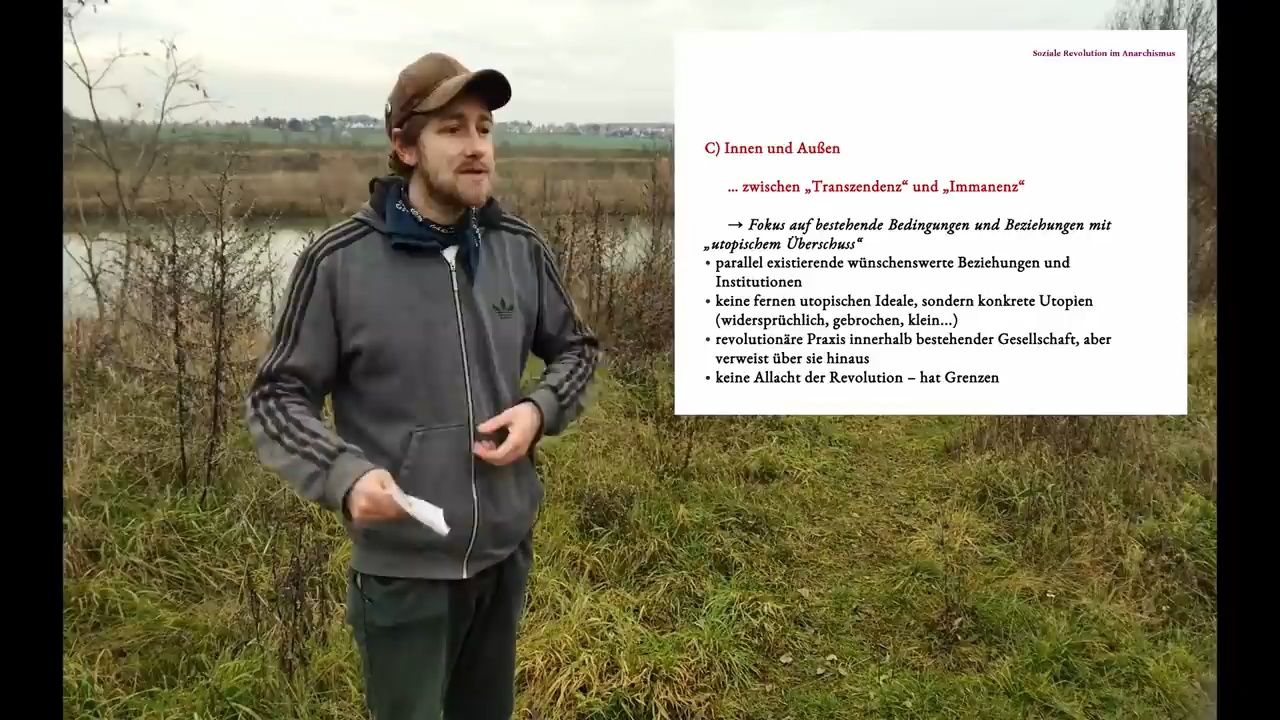 Soziale Revolution im Anarchismus
C) Innen und Außen
... zwischen „Transzendenz“ und „Immanenz“
→ Fokus auf bestehende Bedingungen und Beziehungen mit
„utopischem Überschuss“
• parallel existierende wünschenswerte Beziehungen und
Institutionen
• keine fernen utopischen Ideale, sondern konkrete Utopien
(widersprüchlich, gebrochen, klein...)
• revolutionäre Praxis innerhalb bestehender Gesellschaft, aber
verweist über sie hinaus
• keine Allacht der Revolution – hat Grenzen